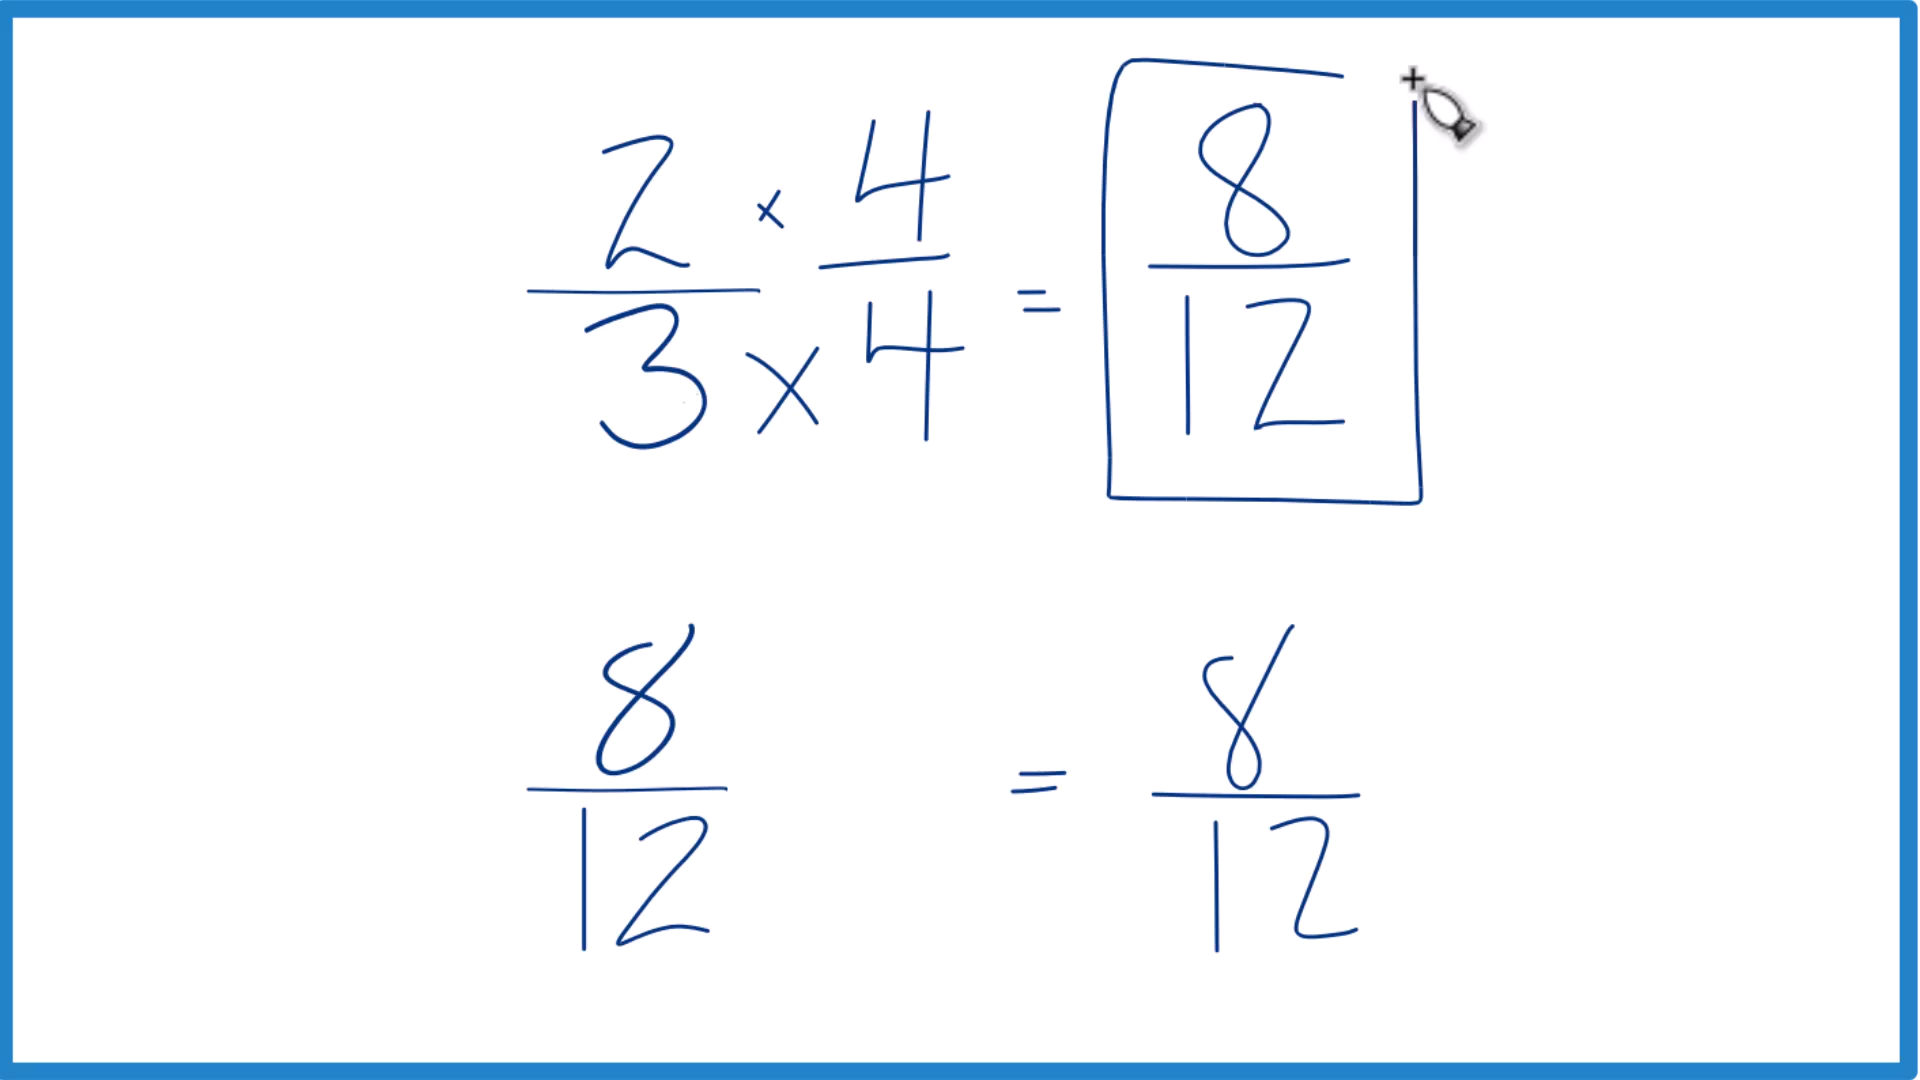 2/3 × 4/4 = 8/12
8/12 = 8/12